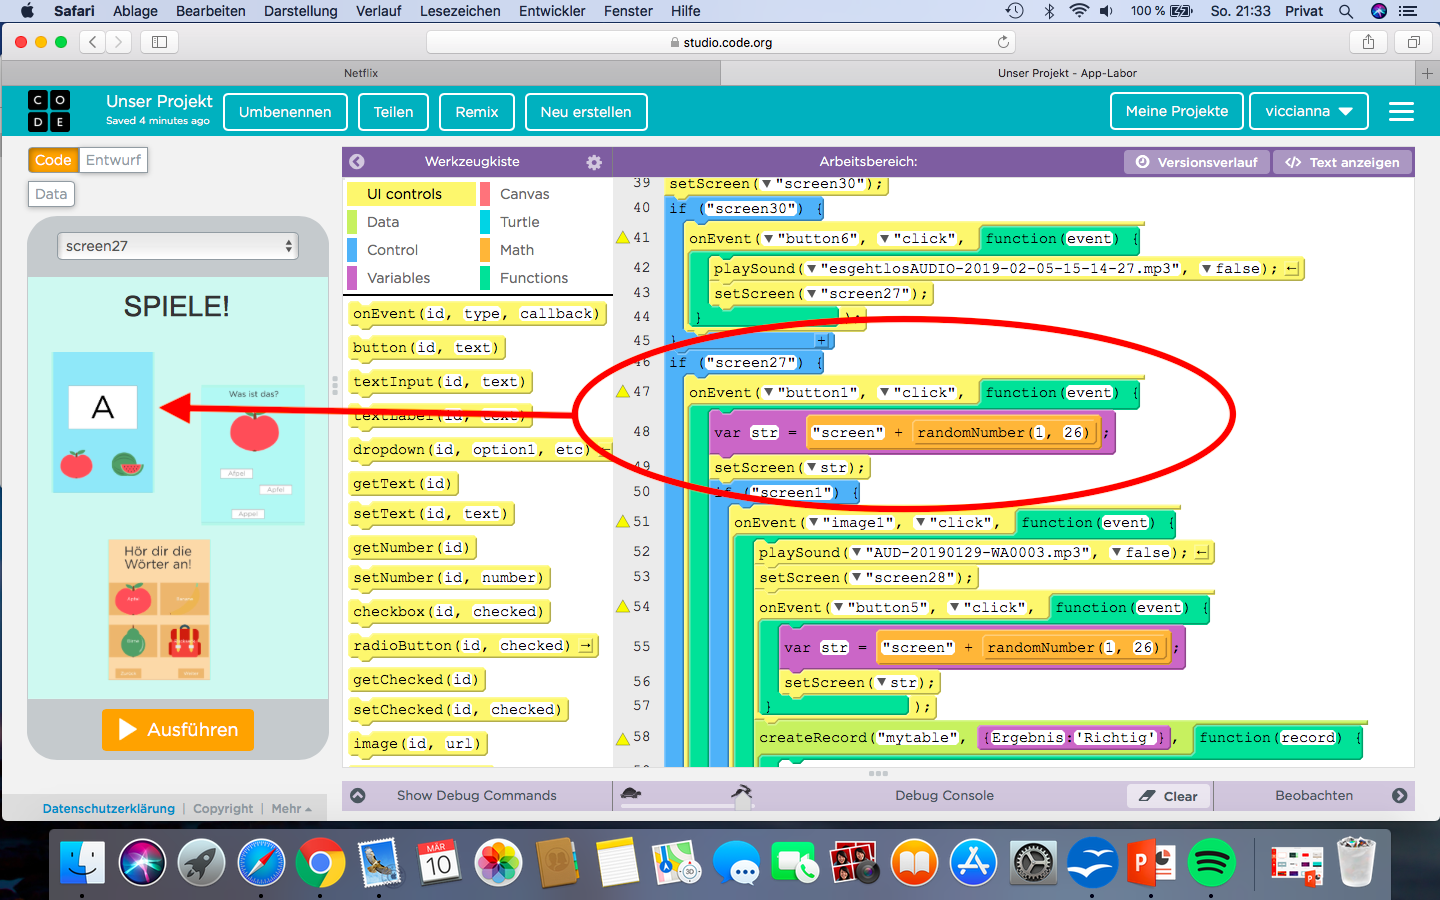 Safari Ablage Bearbeiten Darstellung Verlauf Lesezeichen Entwickler Fenster Hilfe 100 % So. 21:33 Privat
studio.code.org
Netflix Unser Projekt - App-Labor
CODE Unser Projekt Saved 4 minutes ago Umbenennen Teilen Remix Neu erstellen Meine Projekte viccianna
Code Entwurf
Data
screen27
SPIELE!
A
Was ist das?
Apfel
Appel
Hör dir die
Wörter an!
Apfel Banane
Birne
Ausführen
Datenschutzerklärung | Copyright | Mehr
Werkzeugkiste
UI controls Canvas
Data Turtle
Control Math
Variables Functions
onEvent(id, type, callback)
button(id, text)
textInput(id, text)
textLabel(id, text)
dropdown(id, option1, etc)
getText(id)
setText(id, text)
getNumber(id)
setNumber(id, number)
checkbox(id, checked)
radioButton(id, checked)
getChecked(id)
setChecked(id, checked)
image(id, url)
Arbeitsbereich: Versionsverlauf </> Text anzeigen
39 setScreen("screen30");
40 if ("screen30") {
41 onEvent("button6", "click", function(event) {
42 playSound("esgehtlosAUDIO-2019-02-05-15-14-27.mp3", false);
43 setScreen("screen27");
44 } );
45 } +
46 if ("screen27") {
47 onEvent("button1", "click", function(event) {
48 var str = "screen" + randomNumber(1, 26) ;
49 setScreen(str);
50 if ("screen1") {
51 onEvent("image1", "click", function(event) {
52 playSound("AUD-20190129-WA0003.mp3", false);
53 setScreen("screen28");
54 onEvent("button5", "click", function(event) {
55 var str = "screen" + randomNumber(1, 26) ;
56 setScreen(str);
57 } );
58 createRecord("mytable", {Ergebnis:'Richtig'}, function(record) {
Show Debug Commands Debug Console Clear Beobachten
MÄR
10